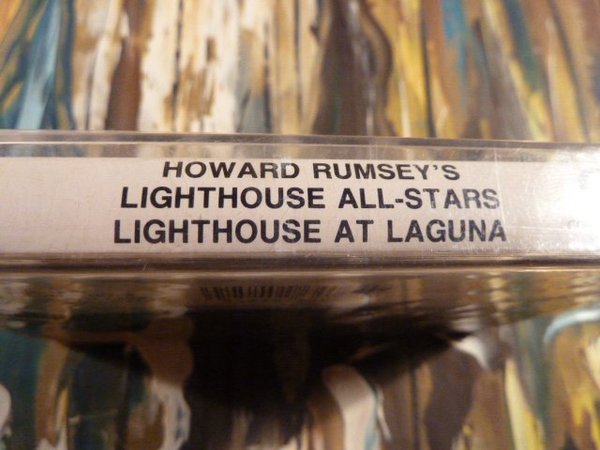 HOWARD RUMSEY'S
LIGHTHOUSE ALL-STARS
LIGHTHOUSE AT LAGUNA